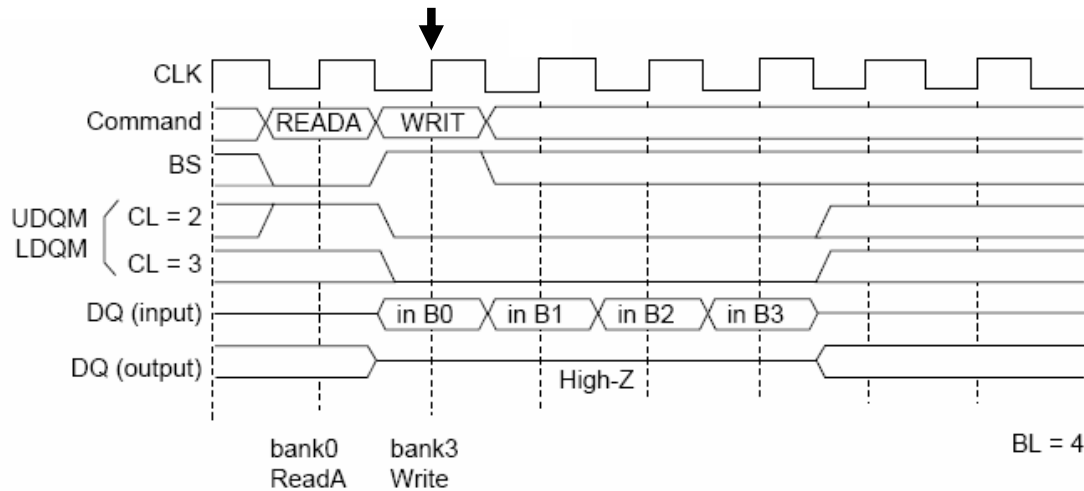 CLK
Command READA WRIT
BS
UDQM
LDQM
CL = 2
CL = 3
DQ (input) in B0 in B1 in B2 in B3
DQ (output) High-Z
bank0 bank3 BL = 4
ReadA Write